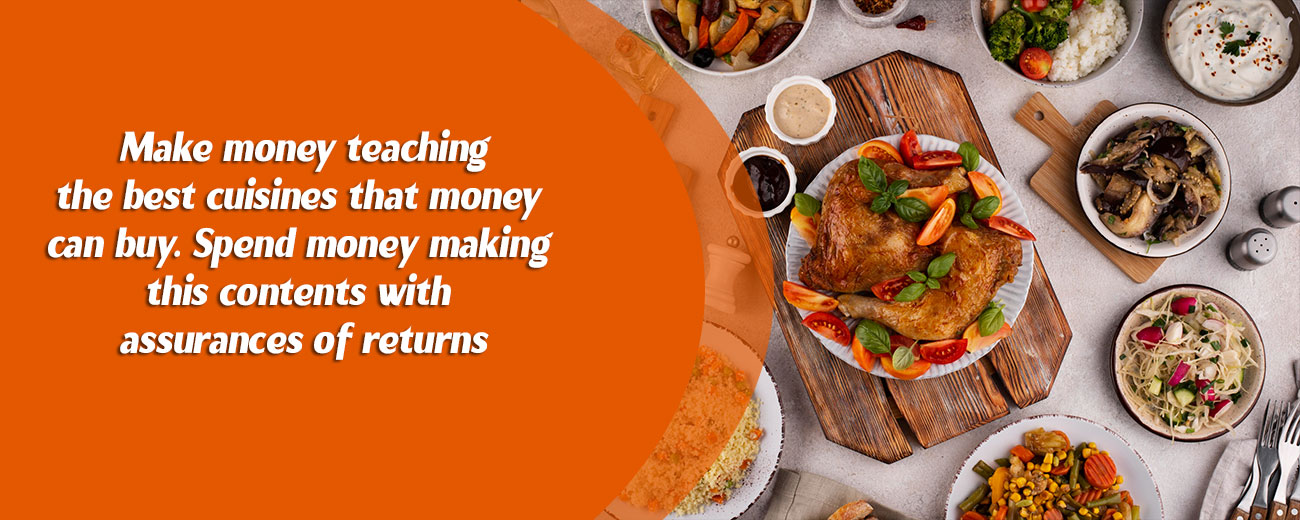 Make money teaching
the best cuisines that money
can buy. Spend money making
this contents with
assurances of returns